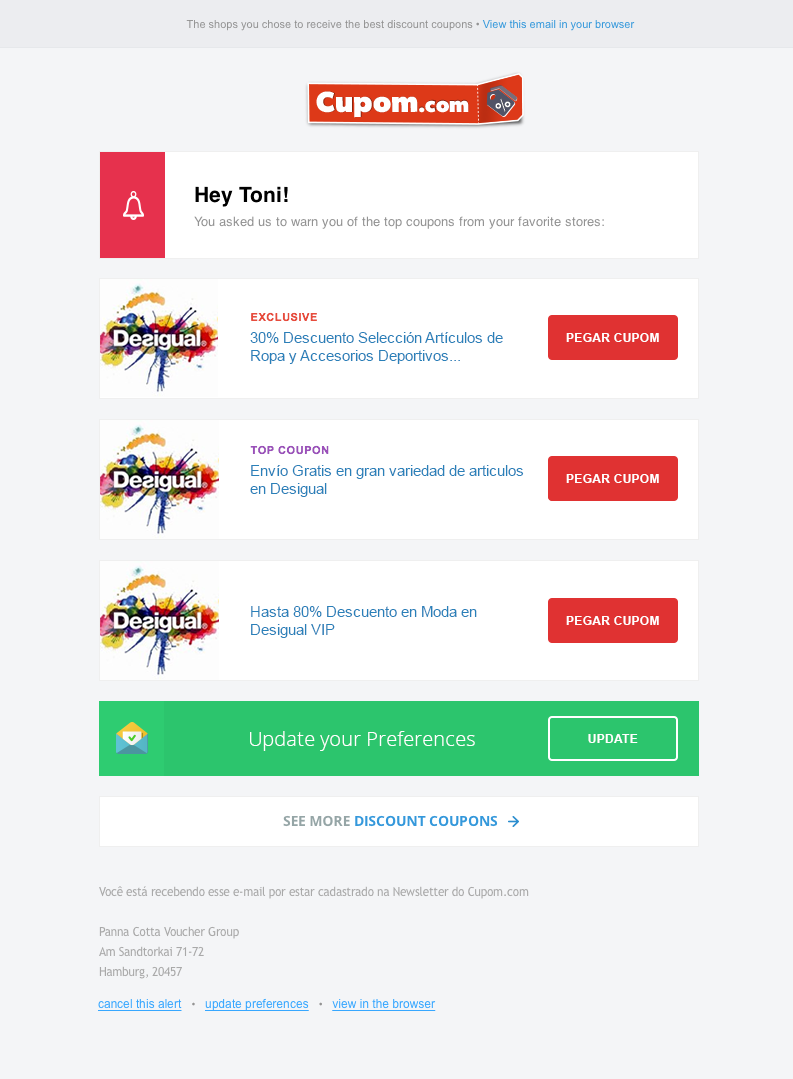 The shops you chose to receive the best discount coupons • View this email in your browser
Cupom.com
%
Hey Toni!
You asked us to warn you of the top coupons from your favorite stores:
Desigual®
EXCLUSIVE
30% Descuento Selección Artículos de
Ropa y Accesorios Deportivos...
PEGAR CUPOM
Desigual®
TOP COUPON
Envío Gratis en gran variedad de articulos
en Desigual
PEGAR CUPOM
Desigual®
Hasta 80% Descuento en Moda en
Desigual VIP
PEGAR CUPOM
Update your Preferences
UPDATE
SEE MORE DISCOUNT COUPONS →
Você está recebendo esse e-mail por estar cadastrado na Newsletter do Cupom.com
Panna Cotta Voucher Group
Am Sandtorkai 71-72
Hamburg, 20457
cancel this alert • update preferences • view in the browser